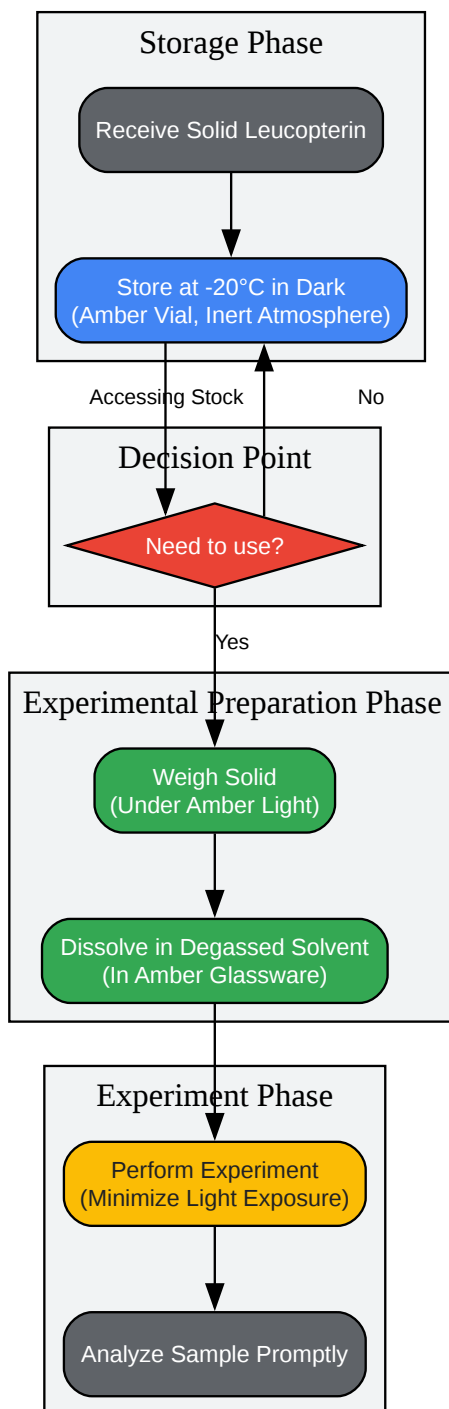 Storage Phase
Receive Solid Leucopterin
Store at -20°C in Dark
(Amber Vial, Inert Atmosphere)
Accessing Stock
No
Decision Point
Need to use?
Yes
Experimental Preparation Phase
Weigh Solid
(Under Amber Light)
Dissolve in Degassed Solvent
(In Amber Glassware)
Experiment Phase
Perform Experiment
(Minimize Light Exposure)
Analyze Sample Promptly